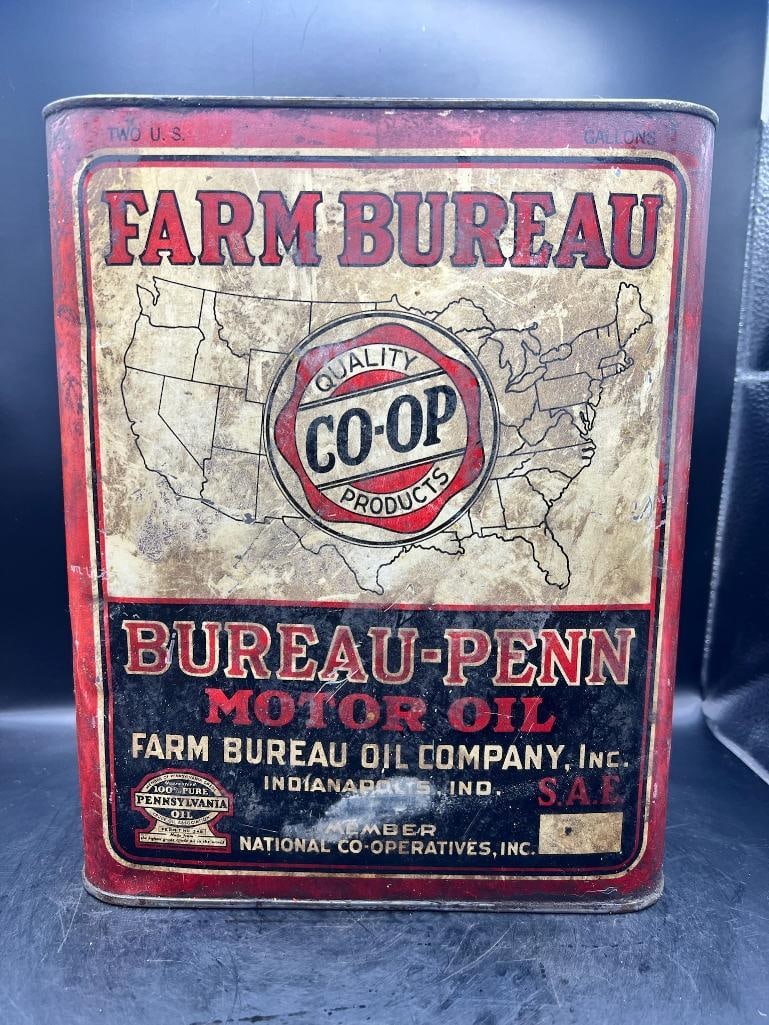 TWO U.S. GALLONS
FARM BUREAU
QUALITY
CO-OP
PRODUCTS
BUREAU-PENN
MOTOR OIL
FARM BUREAU OIL COMPANY, INC.
INDIANAPOLIS, IND.
S.A.E.
MEMBER
NATIONAL CO-OPERATIVES, INC.
Guaranteed
100% PURE
PENNSYLVANIA
OIL